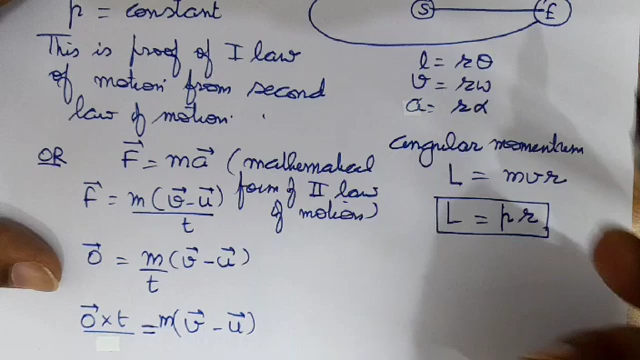 p = constant
This is proof of I law
of motion from second
law of motion.
OR F⃗ = ma⃗ (mathematical
form of II law
of motion)
F⃗ = m(v⃗-u⃗)/t
0⃗ = m/t (v⃗-u⃗)
0⃗×t = m(v⃗-u⃗)
S f
l = rθ
v = rω
a = rα
angular momentum
L = mvr
L = pr